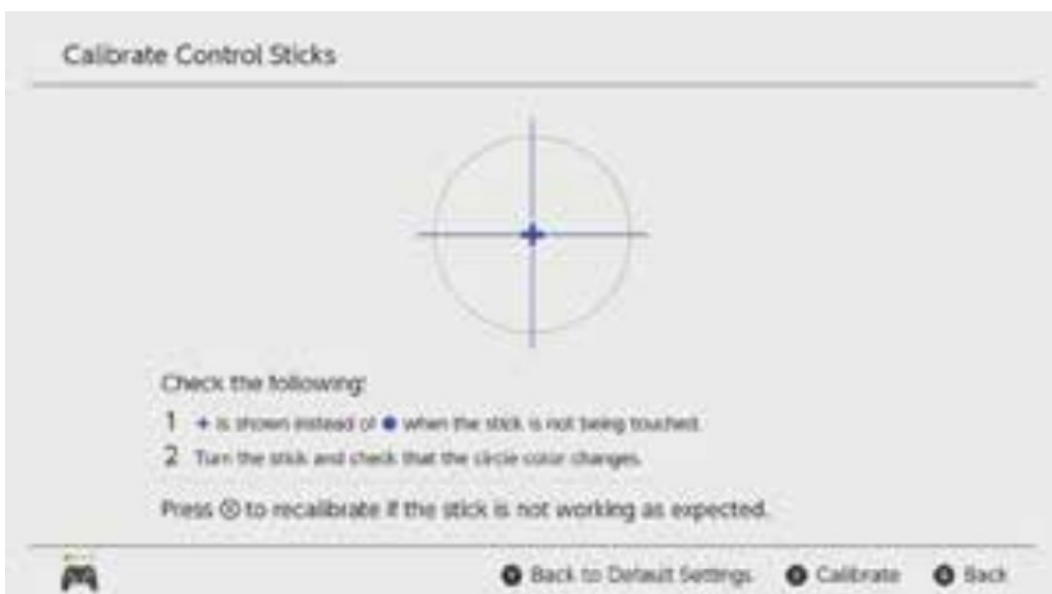 Calibrate Control Sticks
Check the following:
1 + is shown instead of ● when the stick is not being touched.
2 Turn the stick and check that the circle color changes.
Press Ⓧ to recalibrate if the stick is not working as expected.
Back to Default Settings Calibrate Back